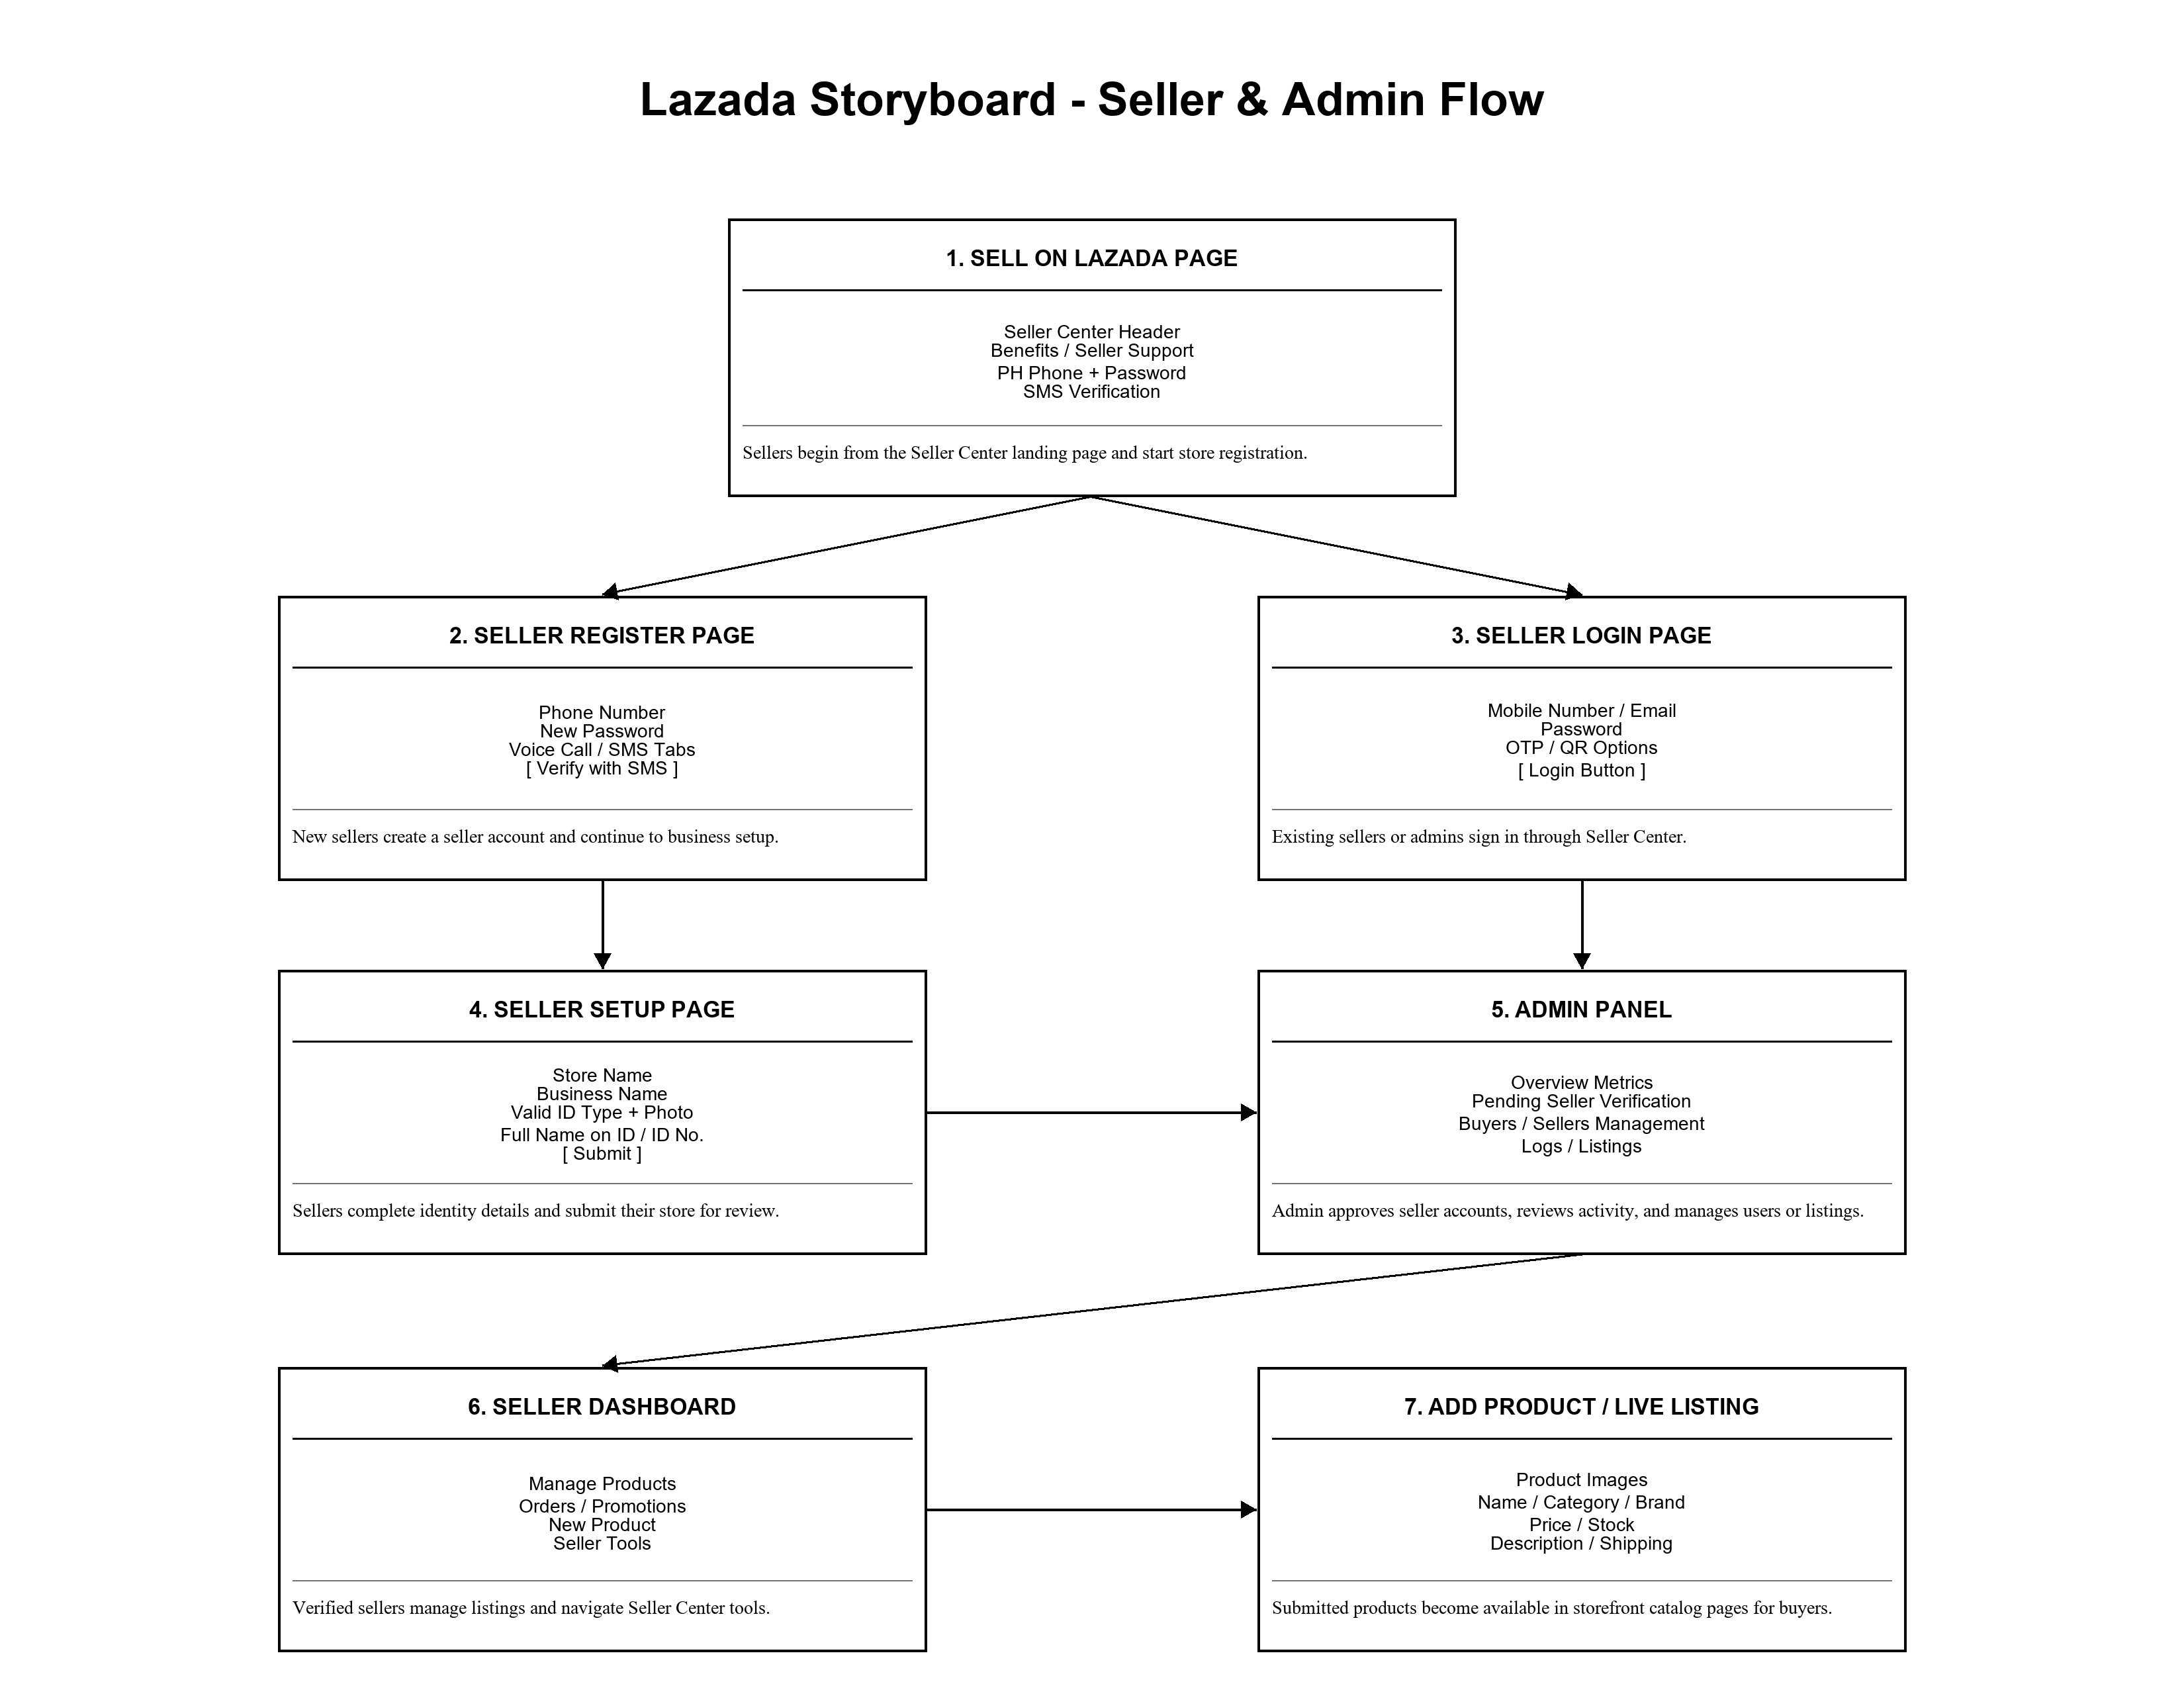 Lazada Storyboard - Seller & Admin Flow
1. SELL ON LAZADA PAGE
Seller Center Header
Benefits / Seller Support
PH Phone + Password
SMS Verification
Sellers begin from the Seller Center landing page and start store registration.
2. SELLER REGISTER PAGE
Phone Number
New Password
Voice Call / SMS Tabs
[ Verify with SMS ]
New sellers create a seller account and continue to business setup.
3. SELLER LOGIN PAGE
Mobile Number / Email
Password
OTP / QR Options
[ Login Button ]
Existing sellers or admins sign in through Seller Center.
4. SELLER SETUP PAGE
Store Name
Business Name
Valid ID Type + Photo
Full Name on ID / ID No.
[ Submit ]
Sellers complete identity details and submit their store for review.
5. ADMIN PANEL
Overview Metrics
Pending Seller Verification
Buyers / Sellers Management
Logs / Listings
Admin approves seller accounts, reviews activity, and manages users or listings.
6. SELLER DASHBOARD
Manage Products
Orders / Promotions
New Product
Seller Tools
Verified sellers manage listings and navigate Seller Center tools.
7. ADD PRODUCT / LIVE LISTING
Product Images
Name / Category / Brand
Price / Stock
Description / Shipping
Submitted products become available in storefront catalog pages for buyers.